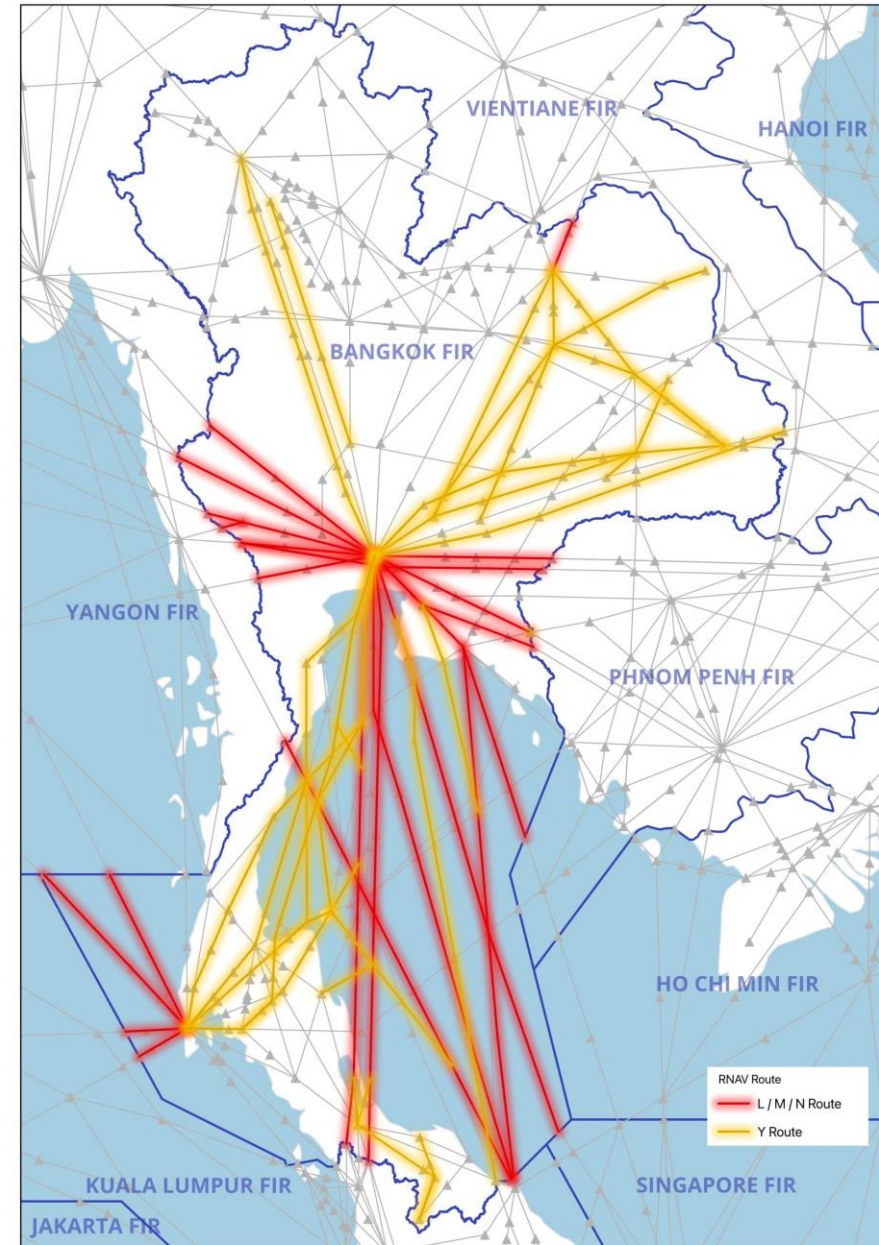 VIENTIANE FIR
HANOI FIR
BANGKOK FIR
YANGON FIR
PHNOM PENH FIR
HO CHI MIN FIR
RNAV Route
L / M / N Route
Y Route
KUALA LUMPUR FIR
SINGAPORE FIR
JAKARTA FIR